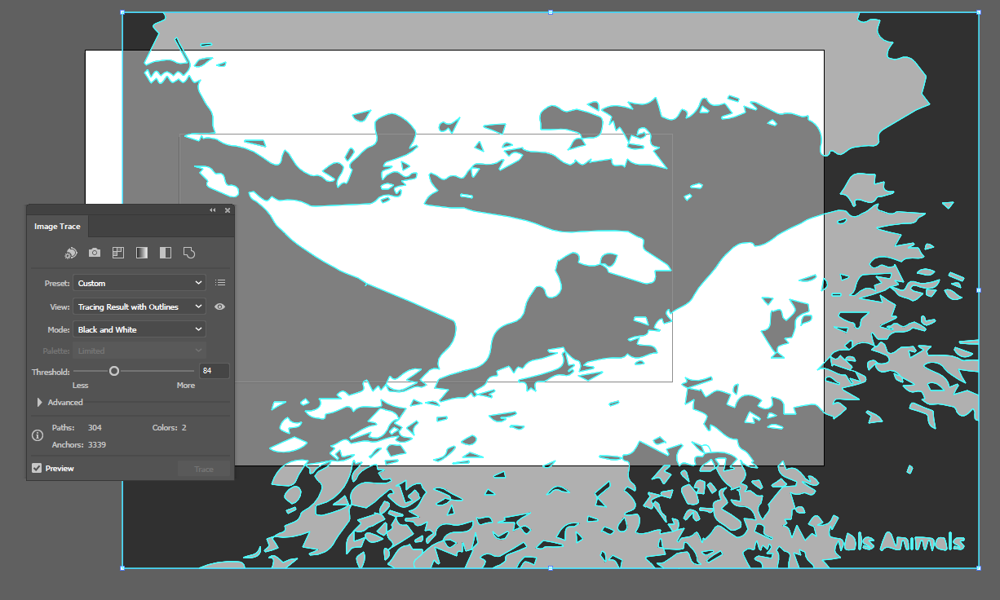 Image Trace
Preset: Custom
View: Tracing Result with Outlines
Mode: Black and White
Palette: Limited
Threshold: 84
Less More
Advanced
Paths: 304 Colors: 2
Anchors: 3339
Preview Trace
Animals